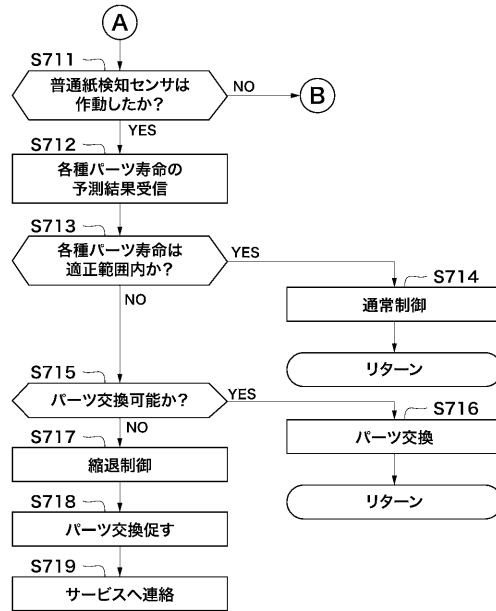 A
S711
普通紙検知センサは
作動したか？
NO
B
YES
S712
各種パーツ寿命の
予測結果受信
S713
各種パーツ寿命は
適正範囲内か？
YES
NO
S714
通常制御
リターン
S715
パーツ交換可能か？
YES
NO
S716
パーツ交換
リターン
S717
縮退制御
S718
パーツ交換促す
S719
サービスへ連絡